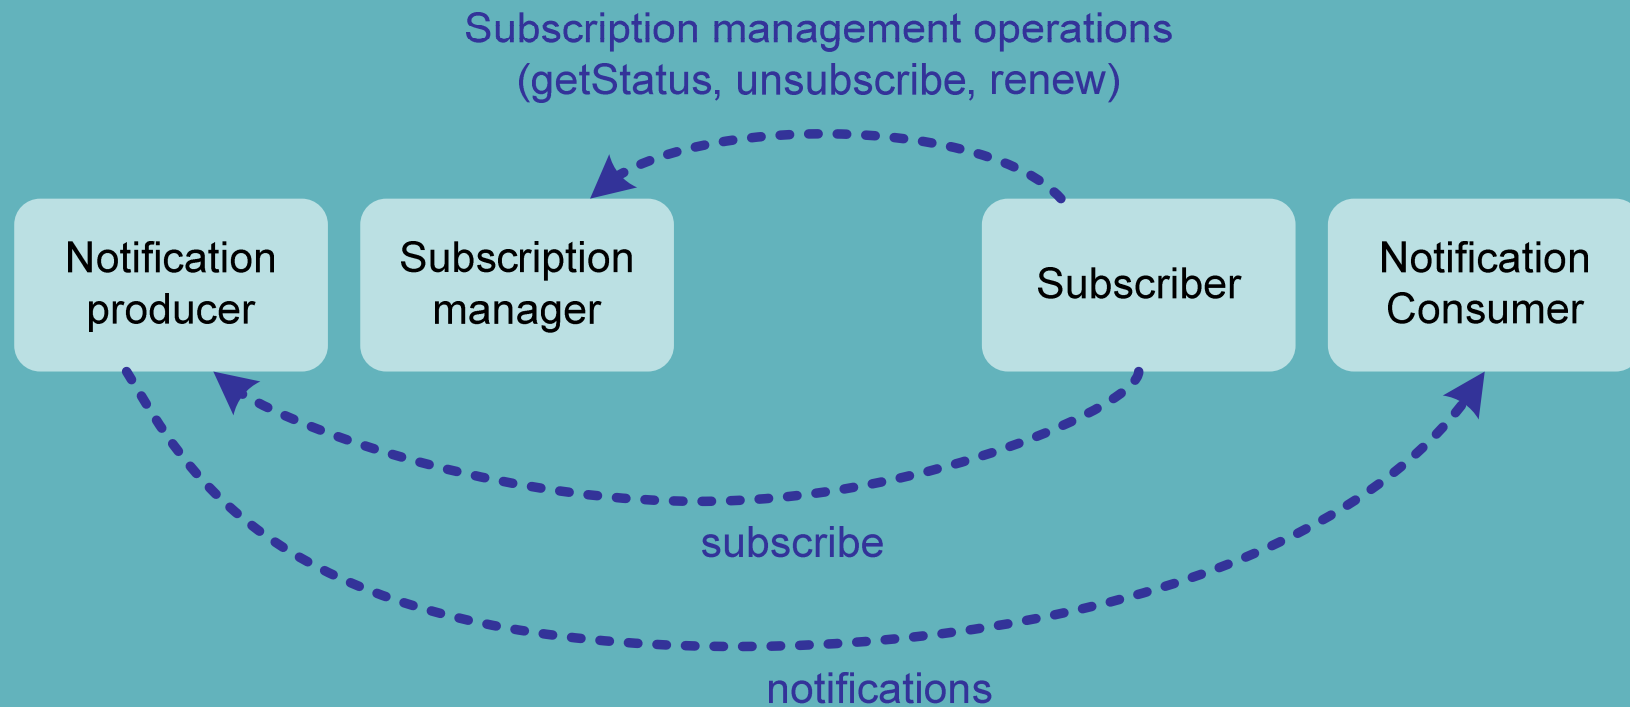 Subscription management operations
(getStatus, unsubscribe, renew)
Notification
producer
Subscription
manager
Subscriber
Notification
Consumer
subscribe
notifications